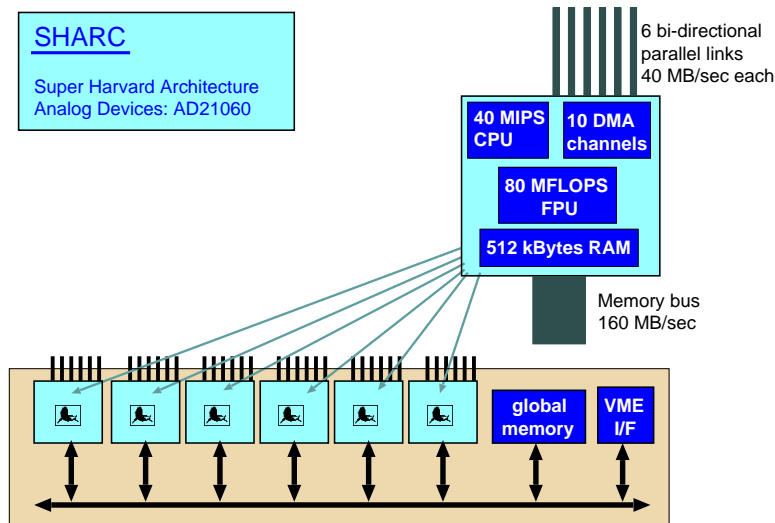 SHARC
Super Harvard Architecture
Analog Devices: AD21060
6 bi-directional
parallel links
40 MB/sec each
40 MIPS
CPU
10 DMA
channels
80 MFLOPS
FPU
512 kBytes RAM
Memory bus
160 MB/sec
global
memory
VME
I/F